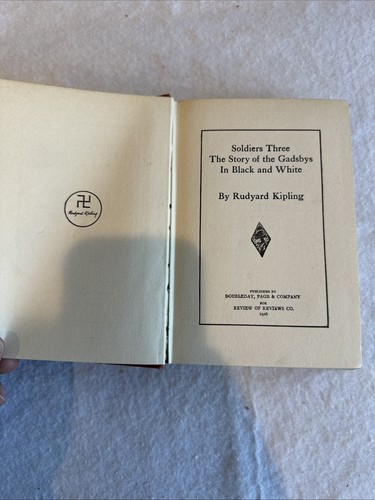 Rudyard Kipling
Soldiers Three
The Story of the Gadsbys
In Black and White
By Rudyard Kipling
PUBLISHED BY
DOUBLEDAY, PAGE & COMPANY
FOR
REVIEW OF REVIEWS CO.